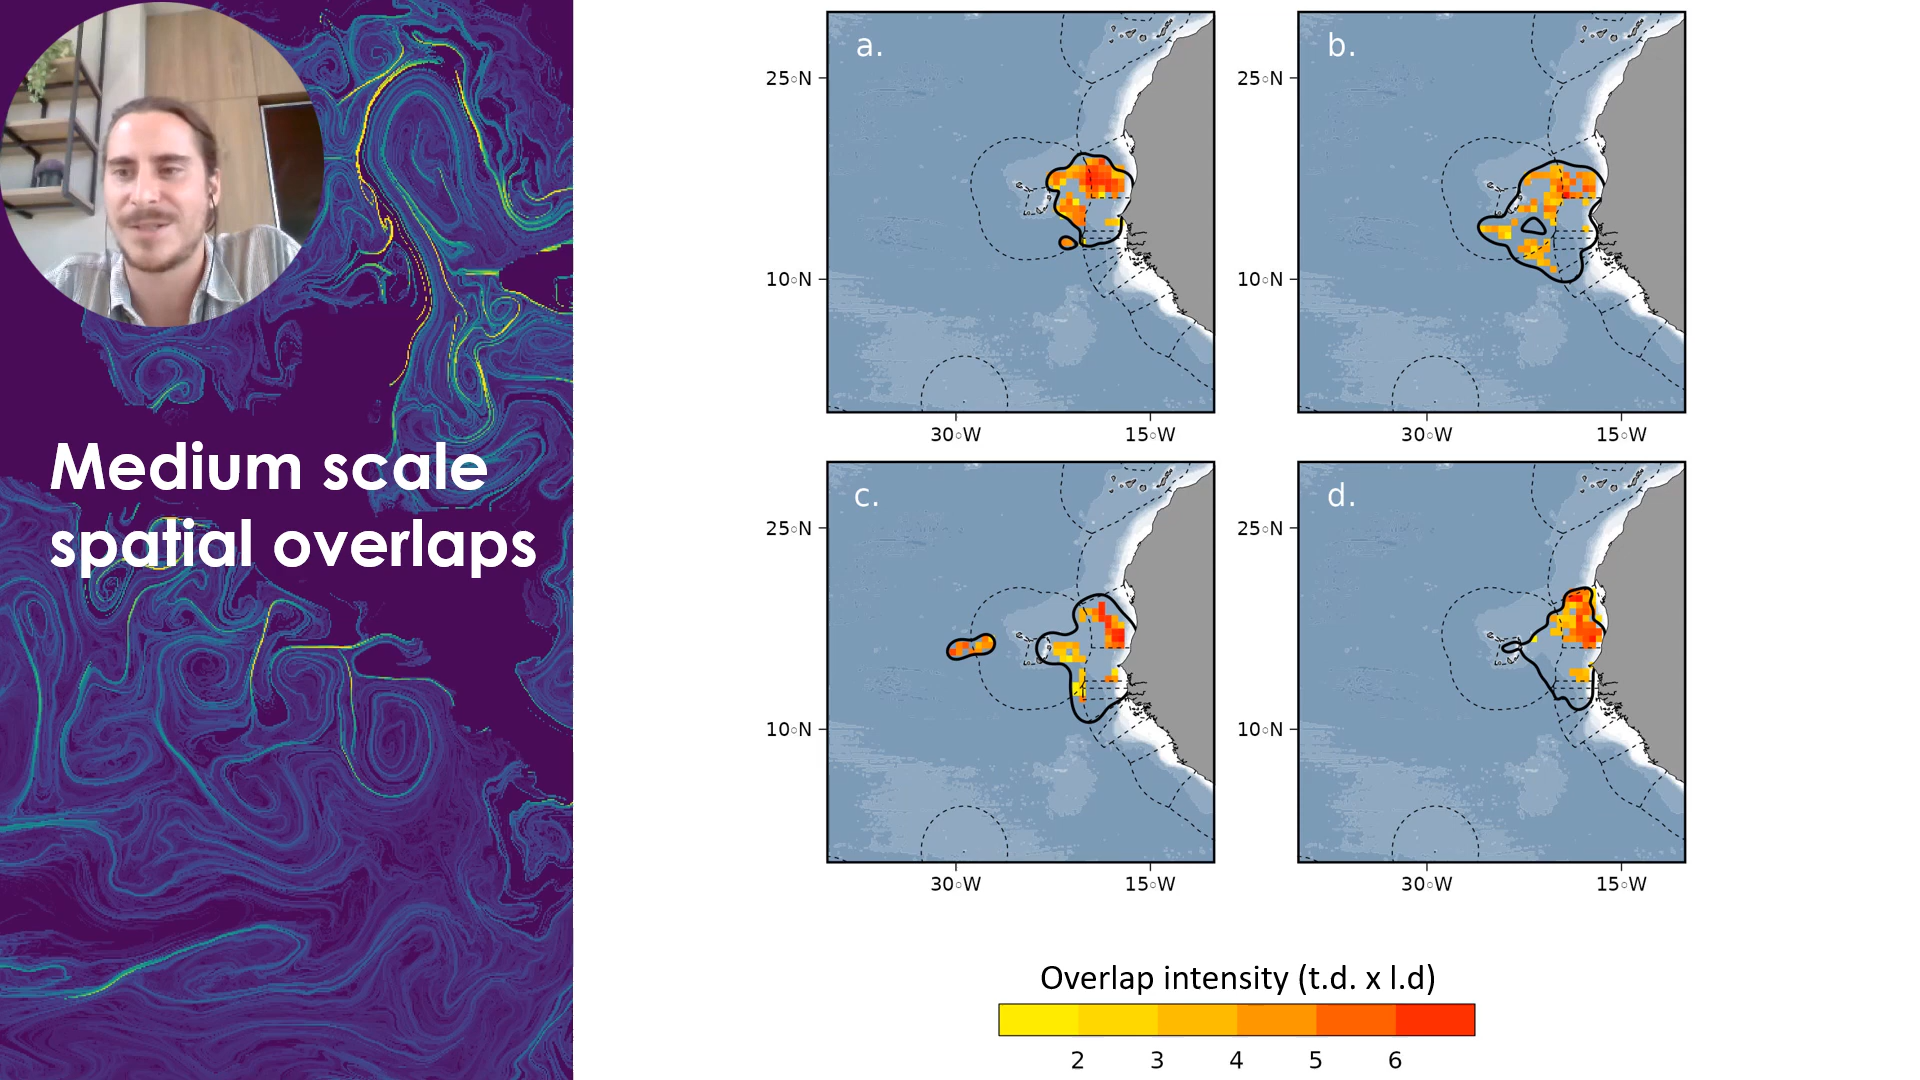 Medium scale
spatial overlaps
a.
25◦N
10◦N
30◦W
15◦W
b.
25◦N
10◦N
30◦W
15◦W
c.
25◦N
10◦N
30◦W
15◦W
d.
25◦N
10◦N
30◦W
15◦W
Overlap intensity (t.d. x l.d)
2 3 4 5 6